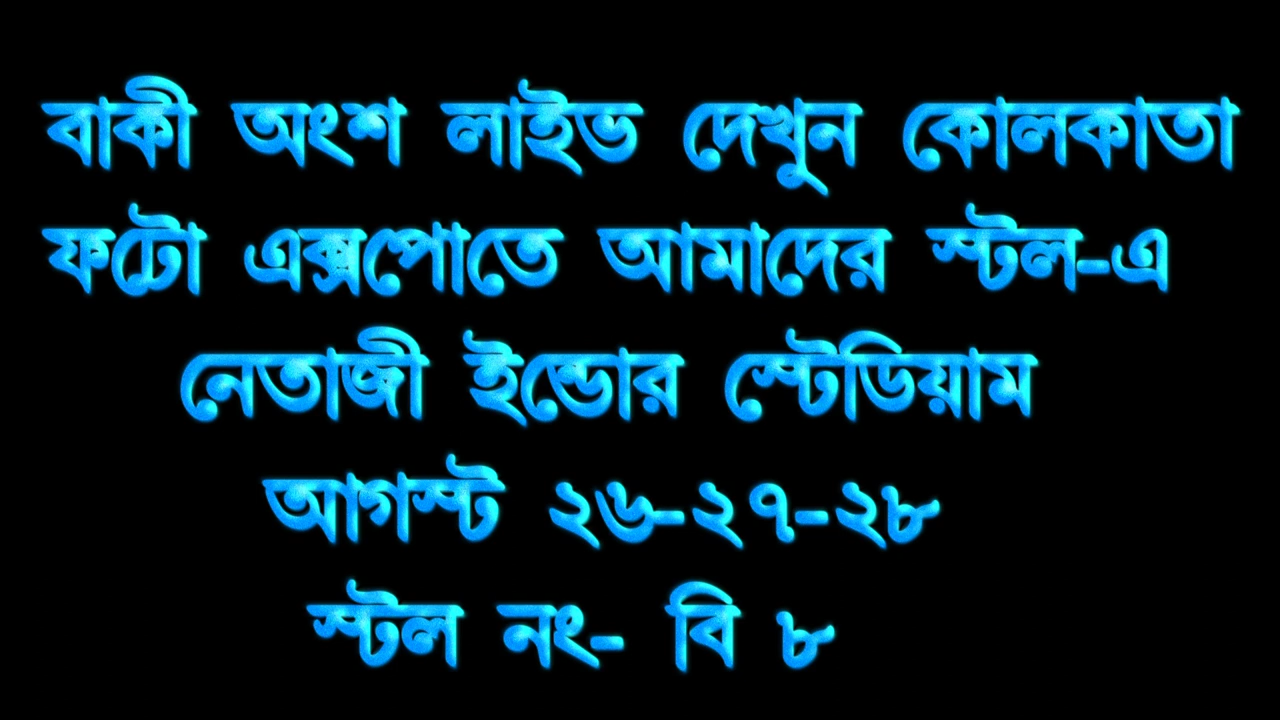 বাকী অংশ লাইভ দেখুন কোলকাতা
ফটো এক্সপোতে আমাদের স্টল-এ
নেতাজী ইন্ডোর স্টেডিয়াম
আগস্ট ২৬-২৭-২৮
স্টল নং- বি ৮